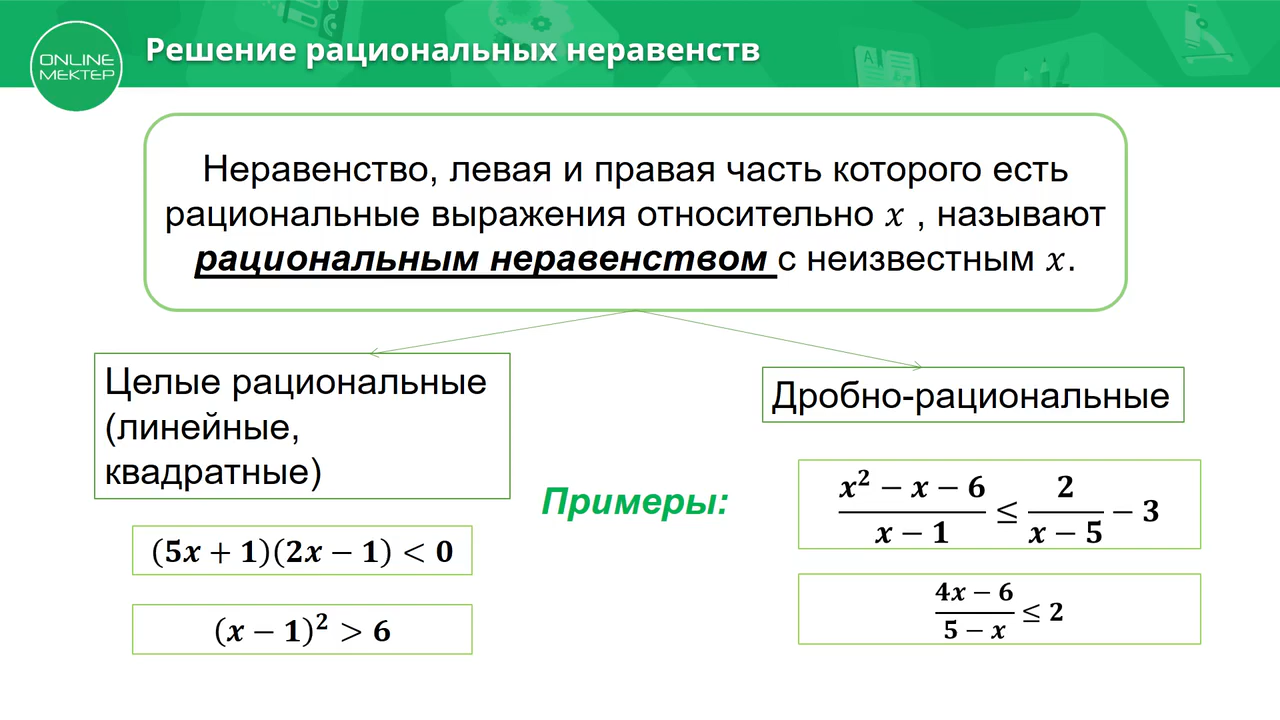 ONLINE
МЕКТЕР
Решение рациональных неравенств
Неравенство, левая и правая часть которого есть
рациональные выражения относительно x , называют
рациональным неравенством с неизвестным x.
Целые рациональные
(линейные,
квадратные)
Дробно-рациональные
Примеры:
(5x + 1)(2x − 1) < 0
(x − 1)² > 6
(x² − x − 6)/(x − 1) ≤ 2/(x − 5) − 3
(4x − 6)/(5 − x) ≤ 2